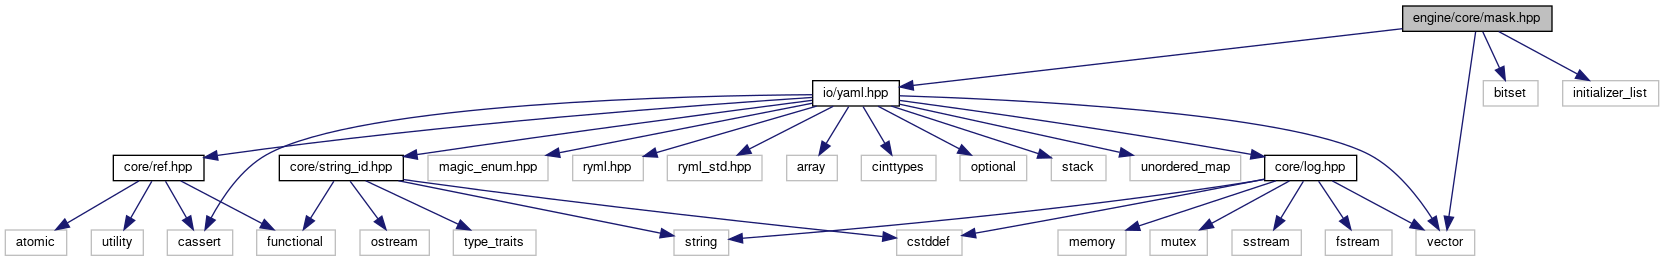 engine/core/mask.hpp
io/yaml.hpp
bitset
initializer_list
core/ref.hpp
core/string_id.hpp
magic_enum.hpp
ryml.hpp
ryml_std.hpp
array
cinttypes
optional
stack
unordered_map
core/log.hpp
atomic
utility
cassert
functional
ostream
type_traits
string
cstddef
memory
mutex
sstream
fstream
vector